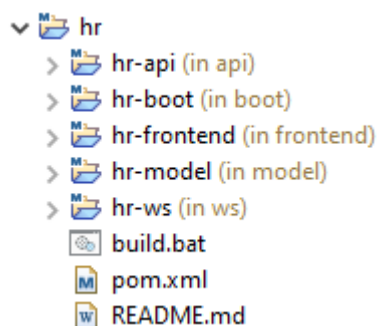 hr
hr-api (in api)
hr-boot (in boot)
hr-frontend (in frontend)
hr-model (in model)
hr-ws (in ws)
build.bat
pom.xml
README.md